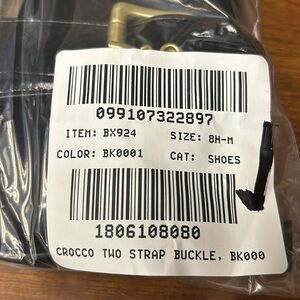 099107322897
ITEM: BX924 SIZE: 8H-M
COLOR: BK0001 CAT: SHOES
1806108080
CROCCO TWO STRAP BUCKLE, BK000